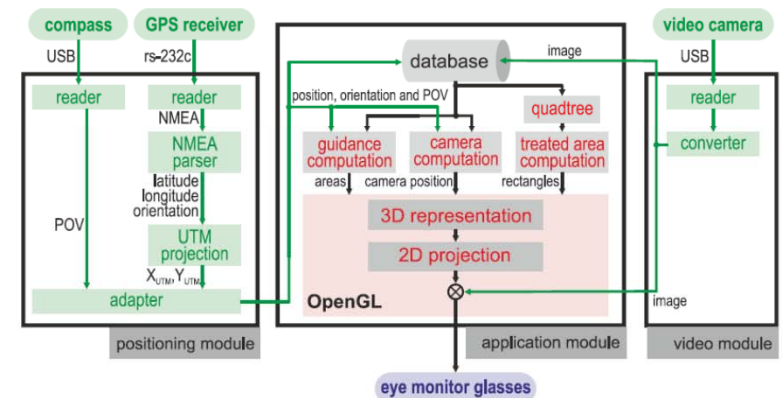 compass
GPS receiver
video camera
USB
rs-232c
image
USB
database
reader
reader
position, orientation and POV
quadtree
reader
NMEA
NMEA
parser
guidance
computation
camera
computation
treated area
computation
converter
latitude
longitude
orientation
areas
camera position
rectangles
POV
3D representation
UTM
projection
2D projection
XUTM, YUTM
adapter
OpenGL
image
positioning module
application module
video module
eye monitor glasses